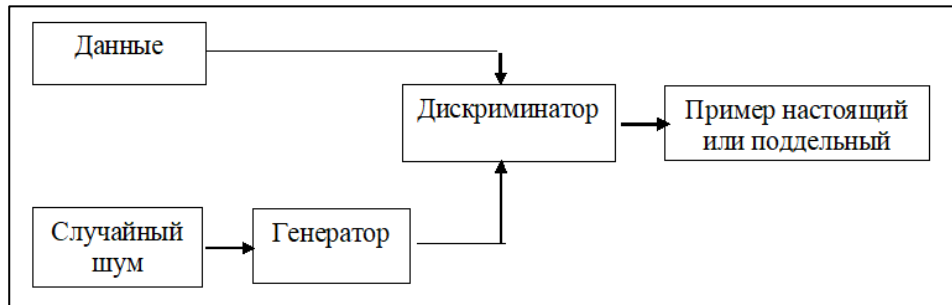 Данные
Дискриминатор
Пример настоящий
или поддельный
Случайный
шум
Генератор